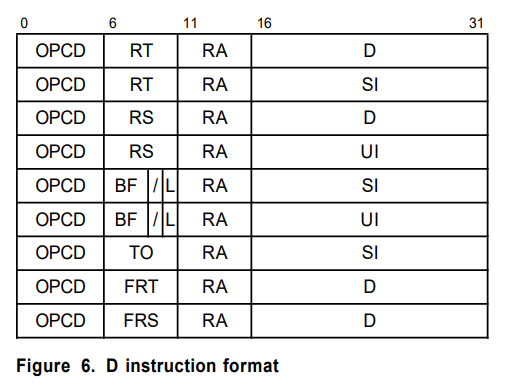 0 6 11 16 31
OPCD RT RA D
OPCD RT RA SI
OPCD RS RA D
OPCD RS RA UI
OPCD BF / L RA SI
OPCD BF / L RA UI
OPCD TO RA SI
OPCD FRT RA D
OPCD FRS RA D
Figure 6. D instruction format